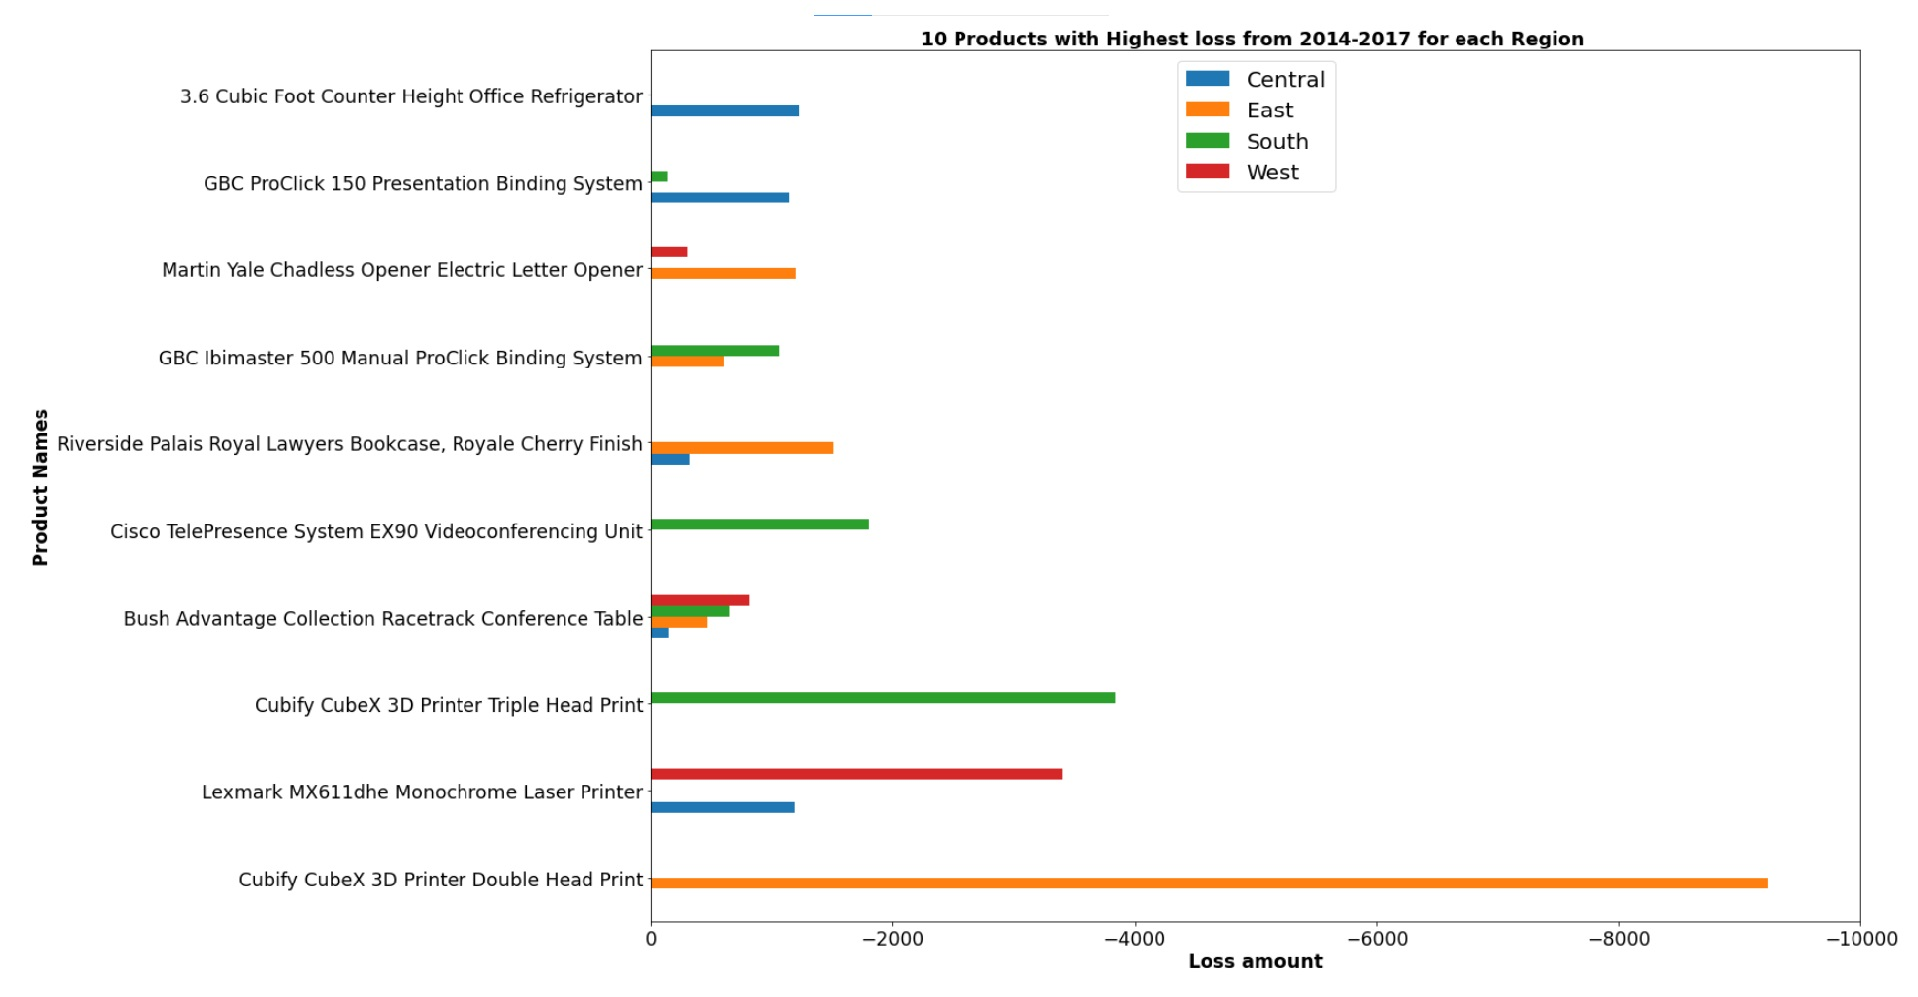 10 Products with Highest loss from 2014-2017 for each Region
Central
East
South
West
Product Names
3.6 Cubic Foot Counter Height Office Refrigerator
GBC ProClick 150 Presentation Binding System
Martin Yale Chadless Opener Electric Letter Opener
GBC Ibimaster 500 Manual ProClick Binding System
Riverside Palais Royal Lawyers Bookcase, Royale Cherry Finish
Cisco TelePresence System EX90 Videoconferencing Unit
Bush Advantage Collection Racetrack Conference Table
Cubify CubeX 3D Printer Triple Head Print
Lexmark MX611dhe Monochrome Laser Printer
Cubify CubeX 3D Printer Double Head Print
0 −2000 −4000 −6000 −8000 −10000
Loss amount